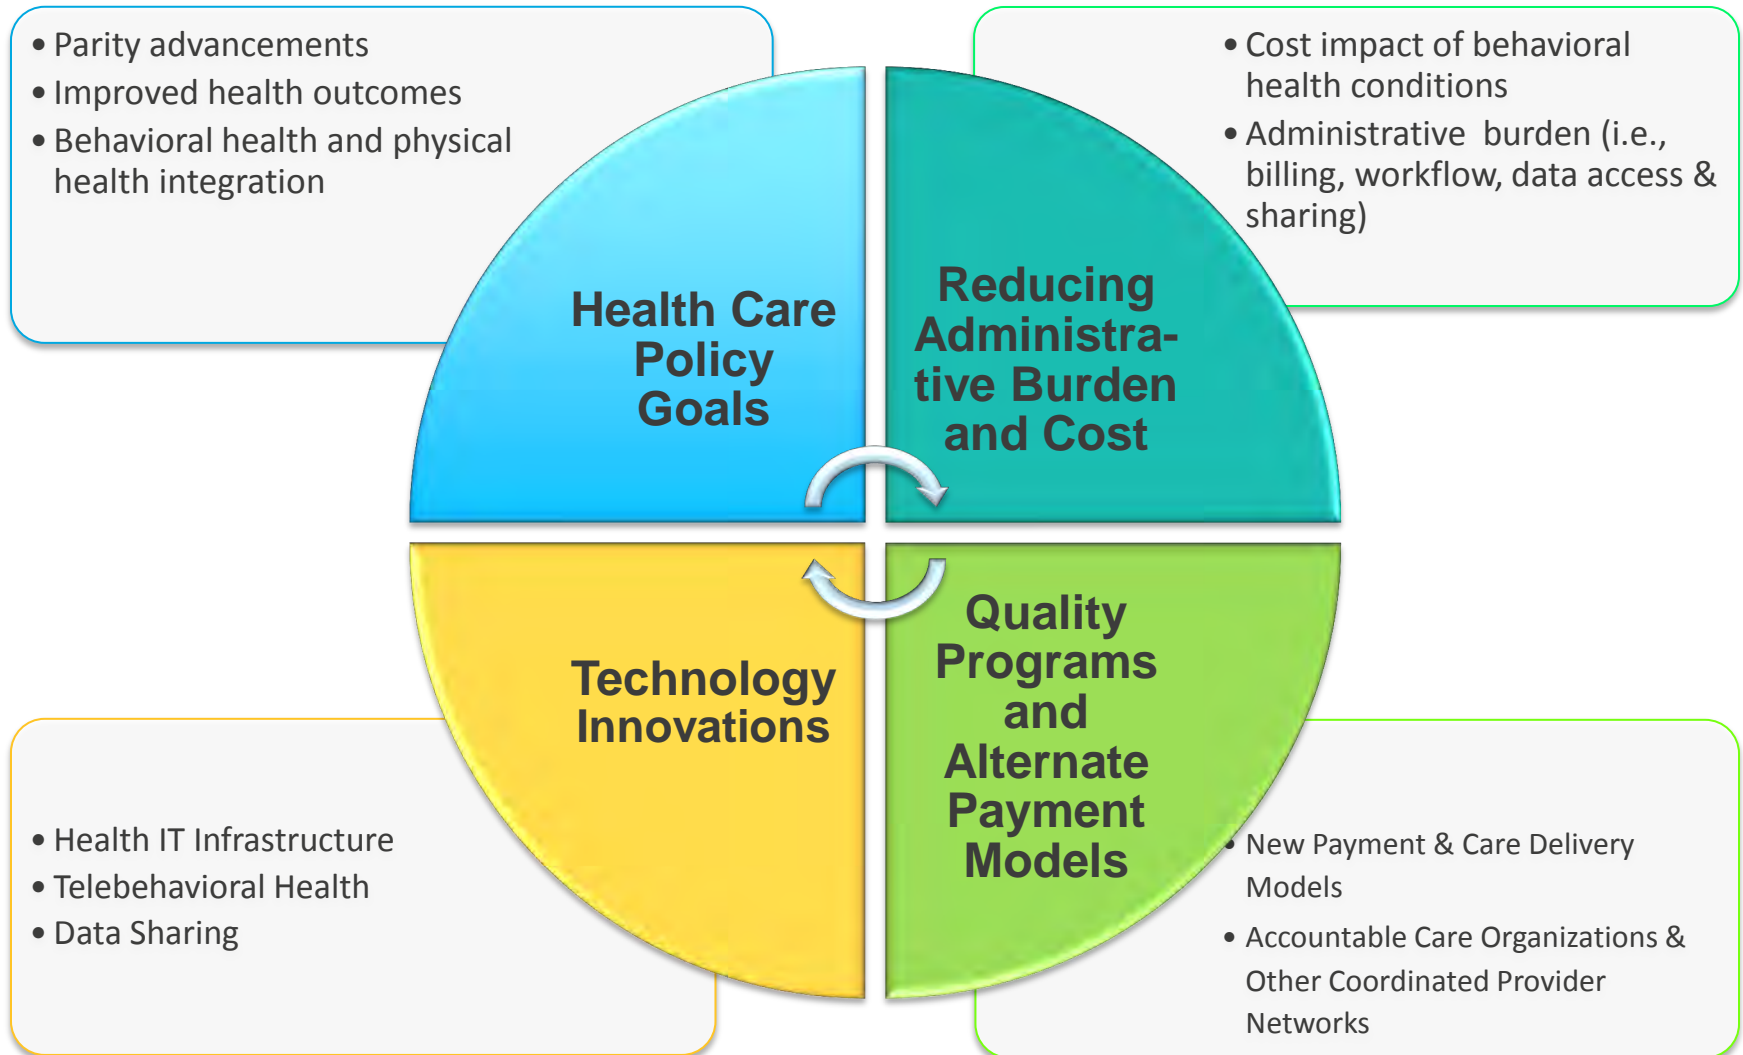 • Parity advancements
• Improved health outcomes
• Behavioral health and physical
health integration
• Cost impact of behavioral
health conditions
• Administrative  burden (i.e.,
billing, workflow, data access &
sharing)
Health Care
Policy
Goals
Reducing
Administra-
tive Burden
and Cost
Technology
Innovations
Quality
Programs
and
Alternate
Payment
Models
• Health IT Infrastructure
• Telebehavioral Health
• Data Sharing
• New Payment & Care Delivery
Models
• Accountable Care Organizations &
Other Coordinated Provider
Networks